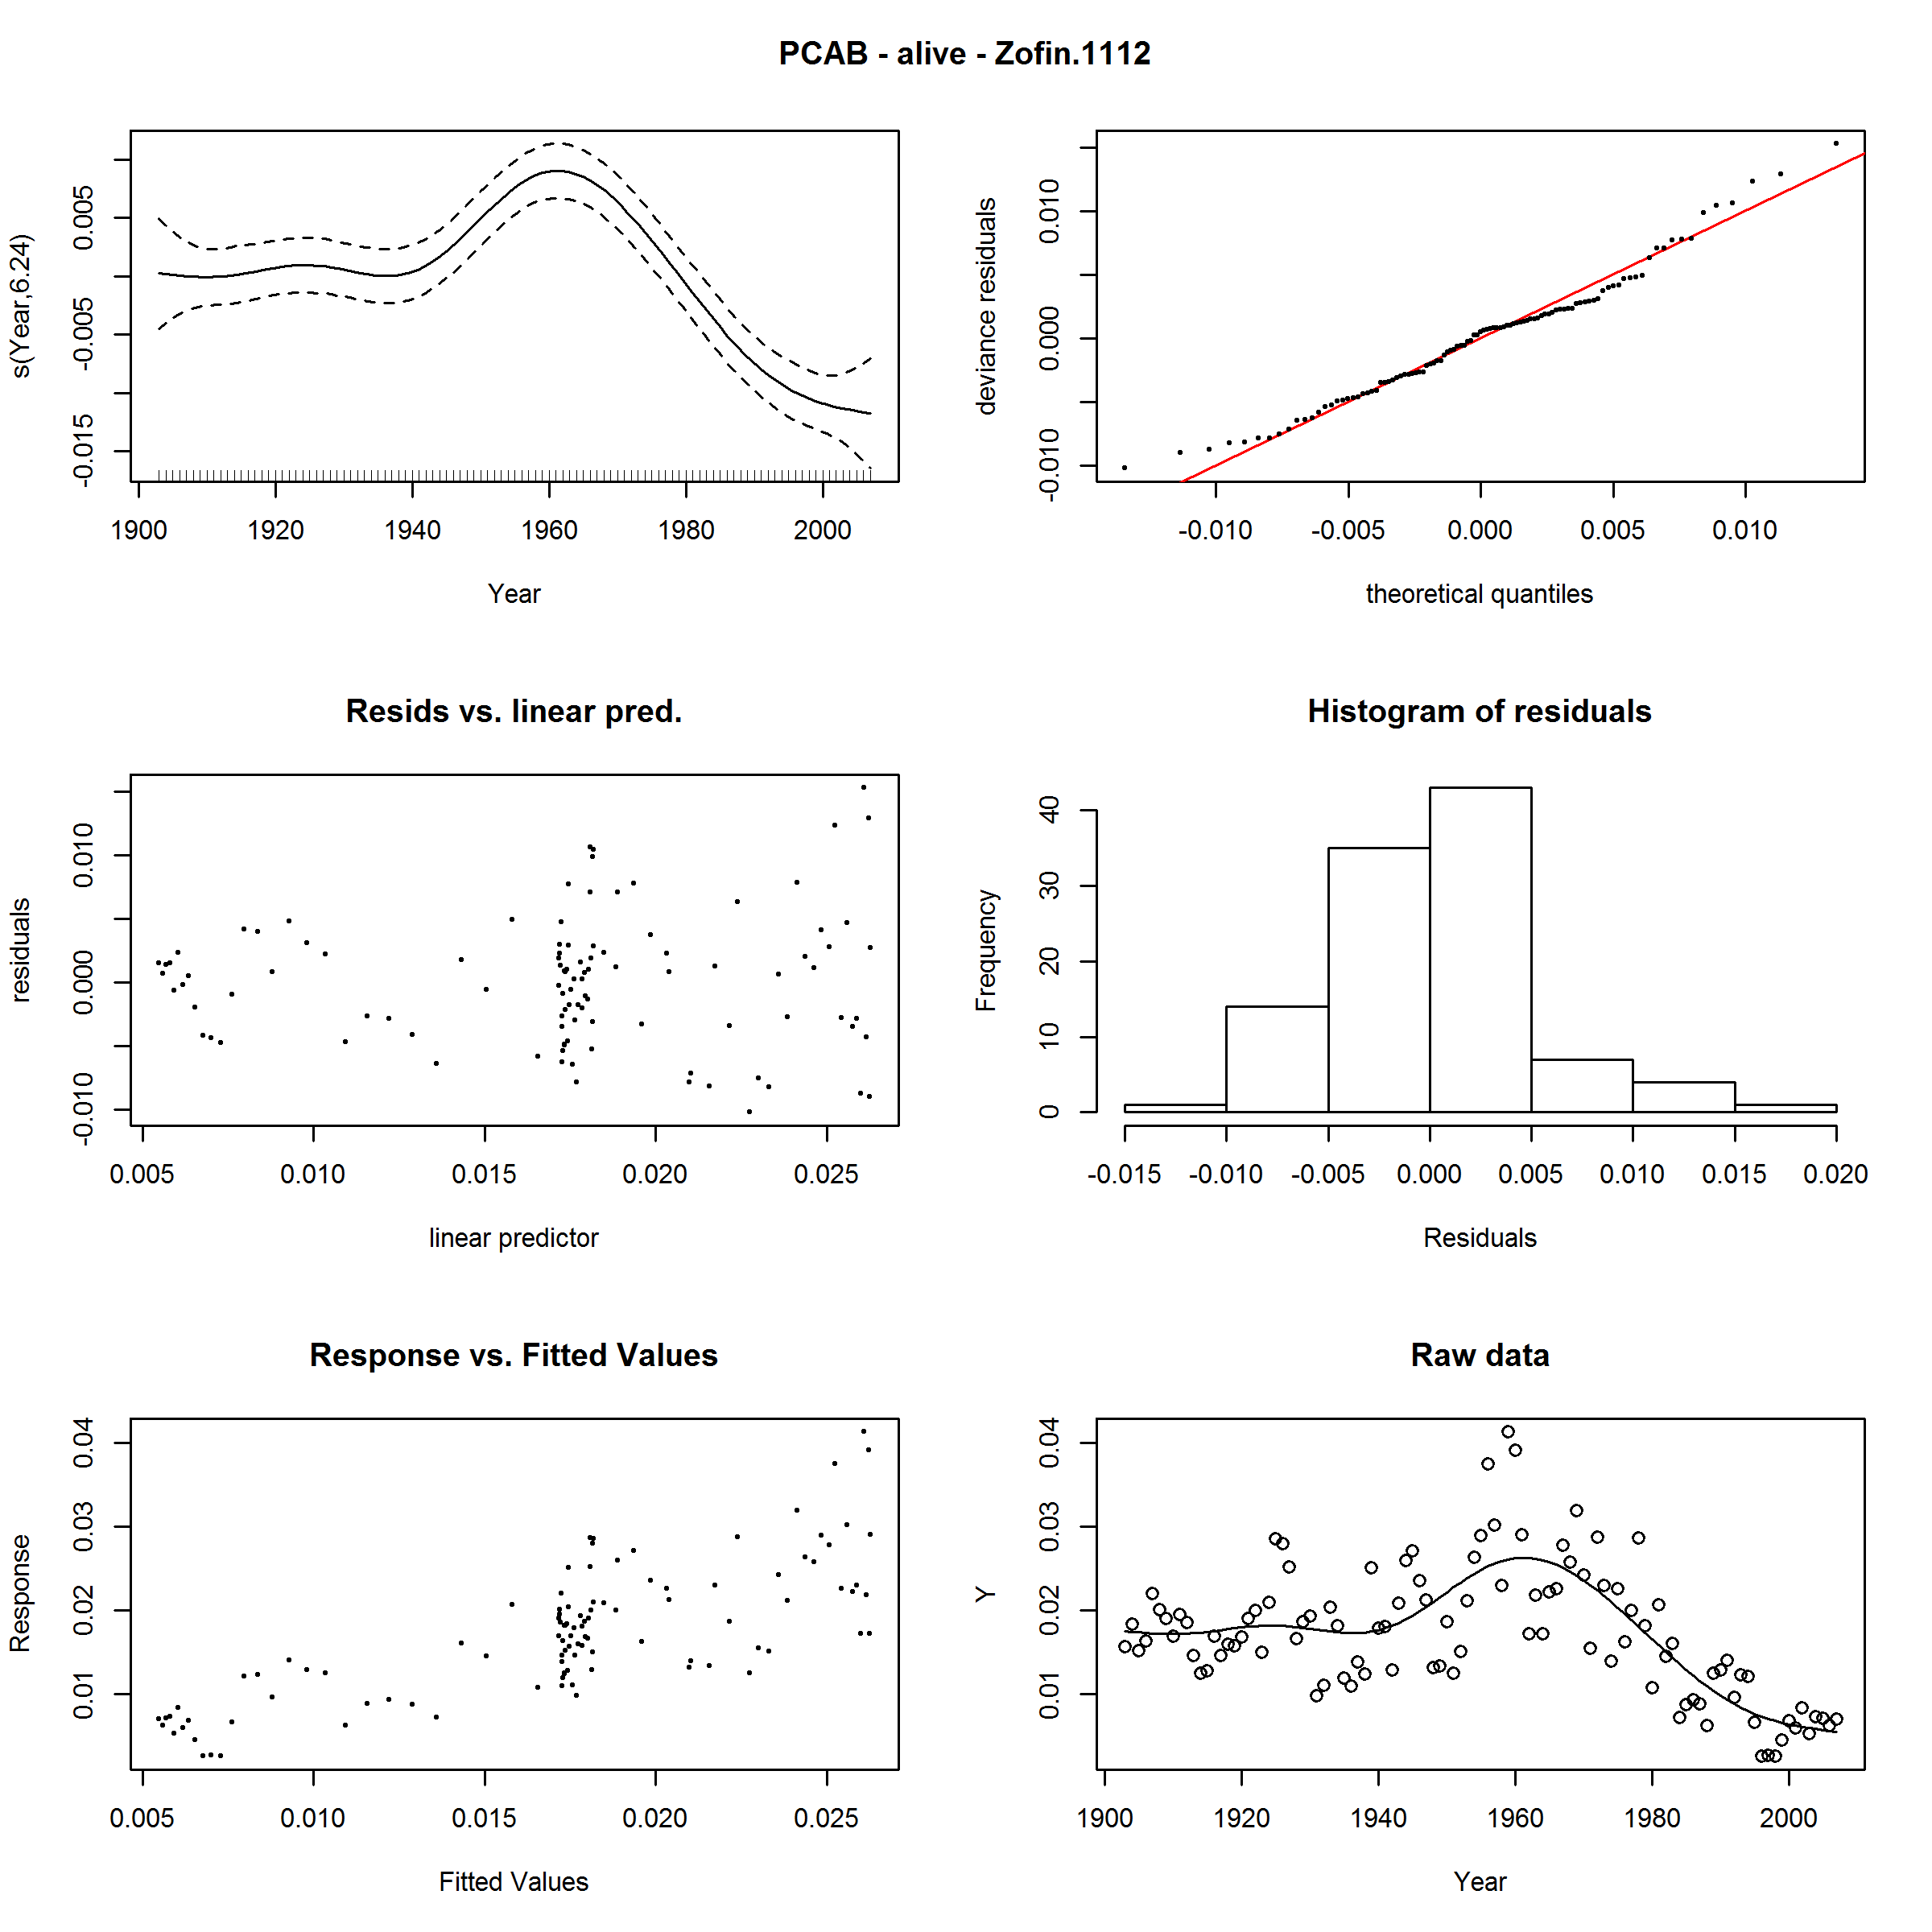 PCAB - alive - Zofin.1112
s(Year,6.24)
-0.015
-0.005
0.005
1900 1920 1940 1960 1980 2000
Year
deviance residuals
-0.010
0.000
0.010
-0.010 -0.005 0.000 0.005 0.010
theoretical quantiles
Resids vs. linear pred.
residuals
-0.010
0.000
0.010
0.005 0.010 0.015 0.020 0.025
linear predictor
Histogram of residuals
Frequency
0
10
20
30
40
-0.015 -0.010 -0.005 0.000 0.005 0.010 0.015 0.020
Residuals
Response vs. Fitted Values
Response
0.01
0.02
0.03
0.04
0.005 0.010 0.015 0.020 0.025
Fitted Values
Raw data
Y
0.01
0.02
0.03
0.04
1900 1920 1940 1960 1980 2000
Year